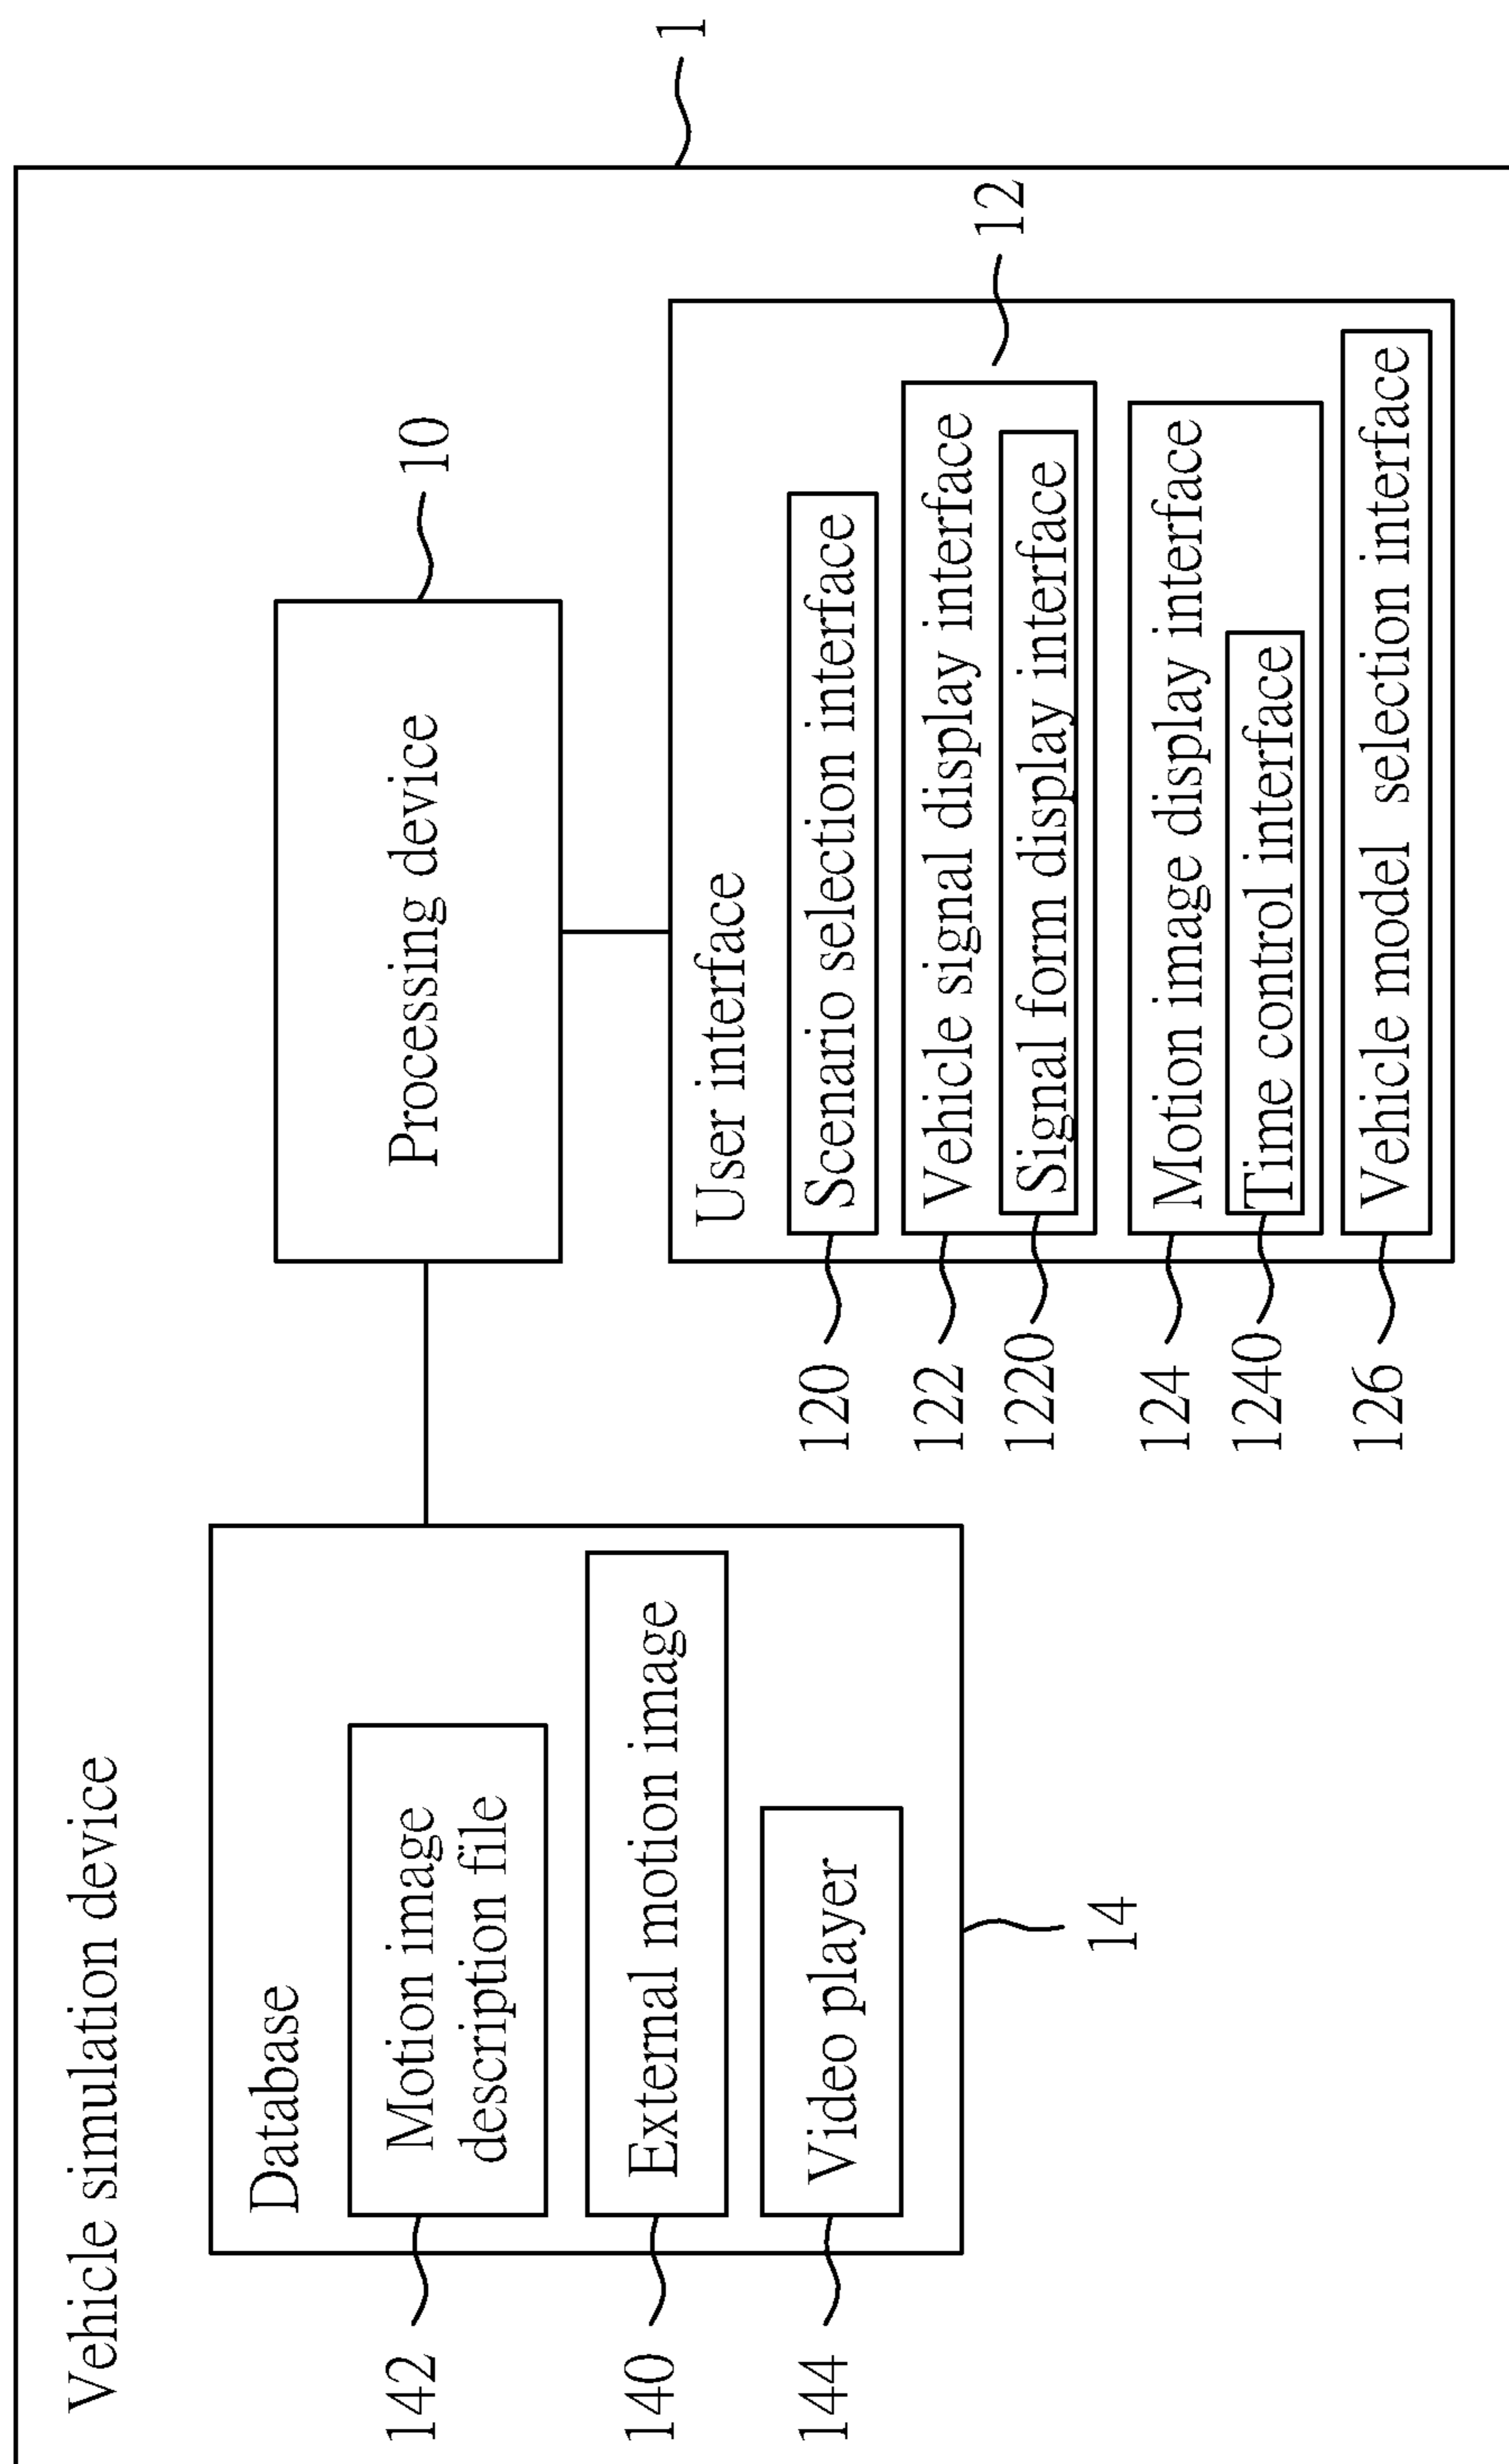 Vehicle simulation device
1
Database
142
Motion image
description file
140
External motion image
144
Video player
14
Processing device
10
User interface
12
120
Scenario selection interface
122
Vehicle signal display interface
1220
Signal form display interface
124
Motion image display interface
1240
Time control interface
126
Vehicle model selection interface